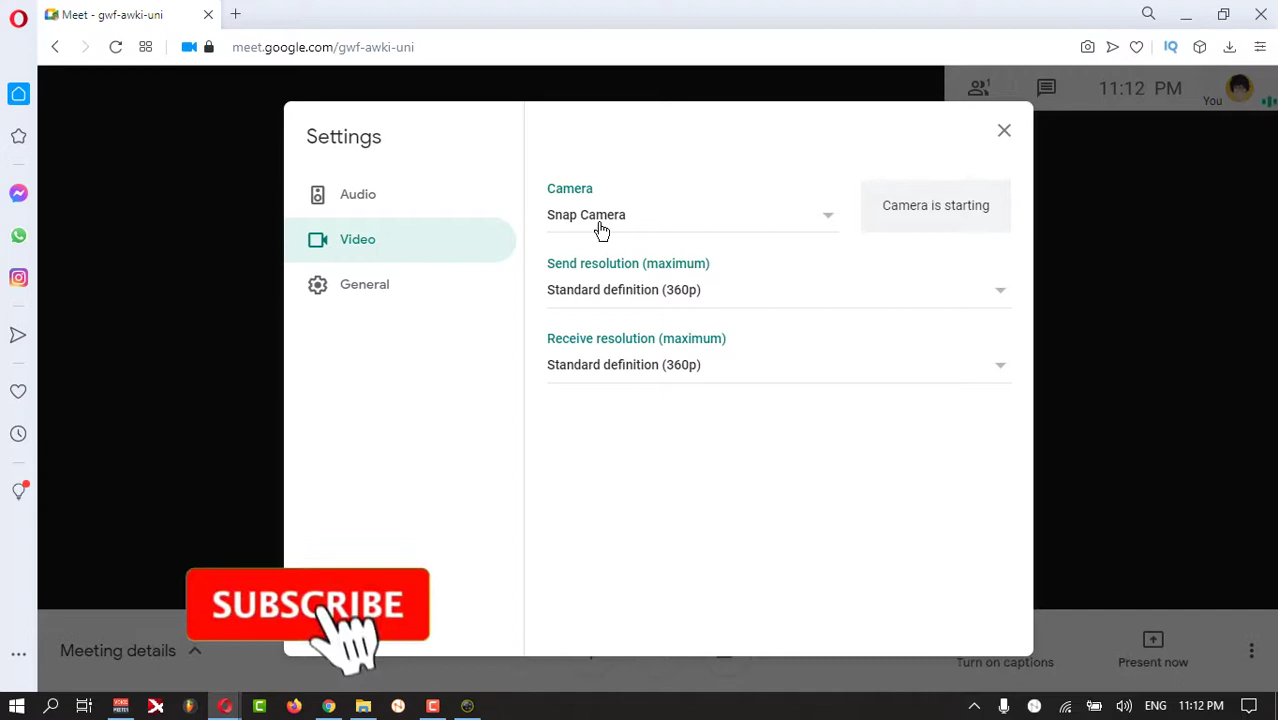 Meet - gwf-awki-uni
meet.google.com/gwf-awki-uni
IQ
1
11:12 PM
You
Settings
Audio
Video
General
Camera
Snap Camera
Camera is starting
Send resolution (maximum)
Standard definition (360p)
Receive resolution (maximum)
Standard definition (360p)
SUBSCRIBE
Meeting details
Turn on captions
Present now
ENG
11:12 PM